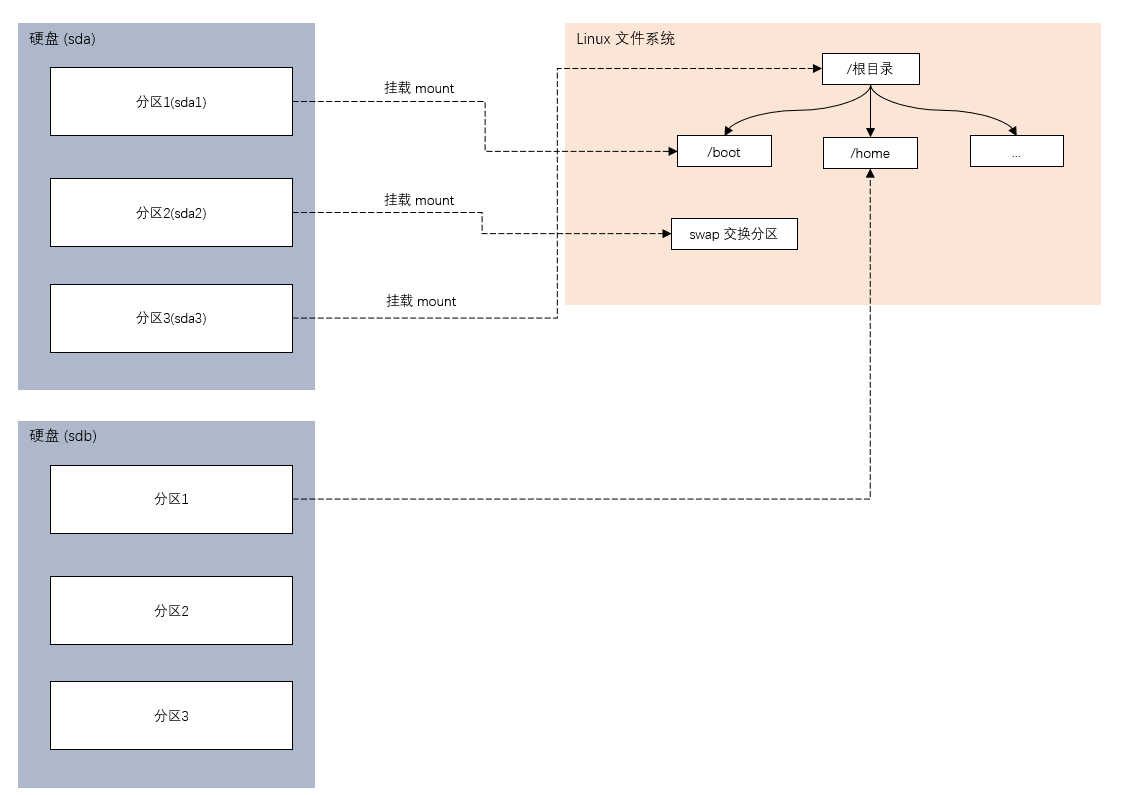 硬盘 (sda)
分区1(sda1)
分区2(sda2)
分区3(sda3)
挂载 mount
挂载 mount
挂载 mount
Linux 文件系统
/根目录
/boot
/home
...
swap 交换分区
硬盘 (sdb)
分区1
分区2
分区3